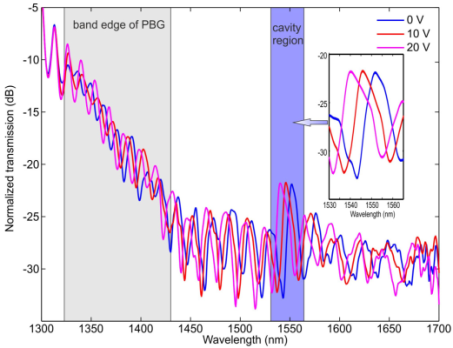 -5
-10
-15
-20
-25
-30
Normalized transmission (dB)
1300
1350
1400
1450
1500
1550
1600
1650
1700
Wavelength (nm)
band edge of PBG
cavity
region
0 V
10 V
20 V
-20
-22
-25
-27
-30
1530
1540
1550
1560
Wavelength (nm)